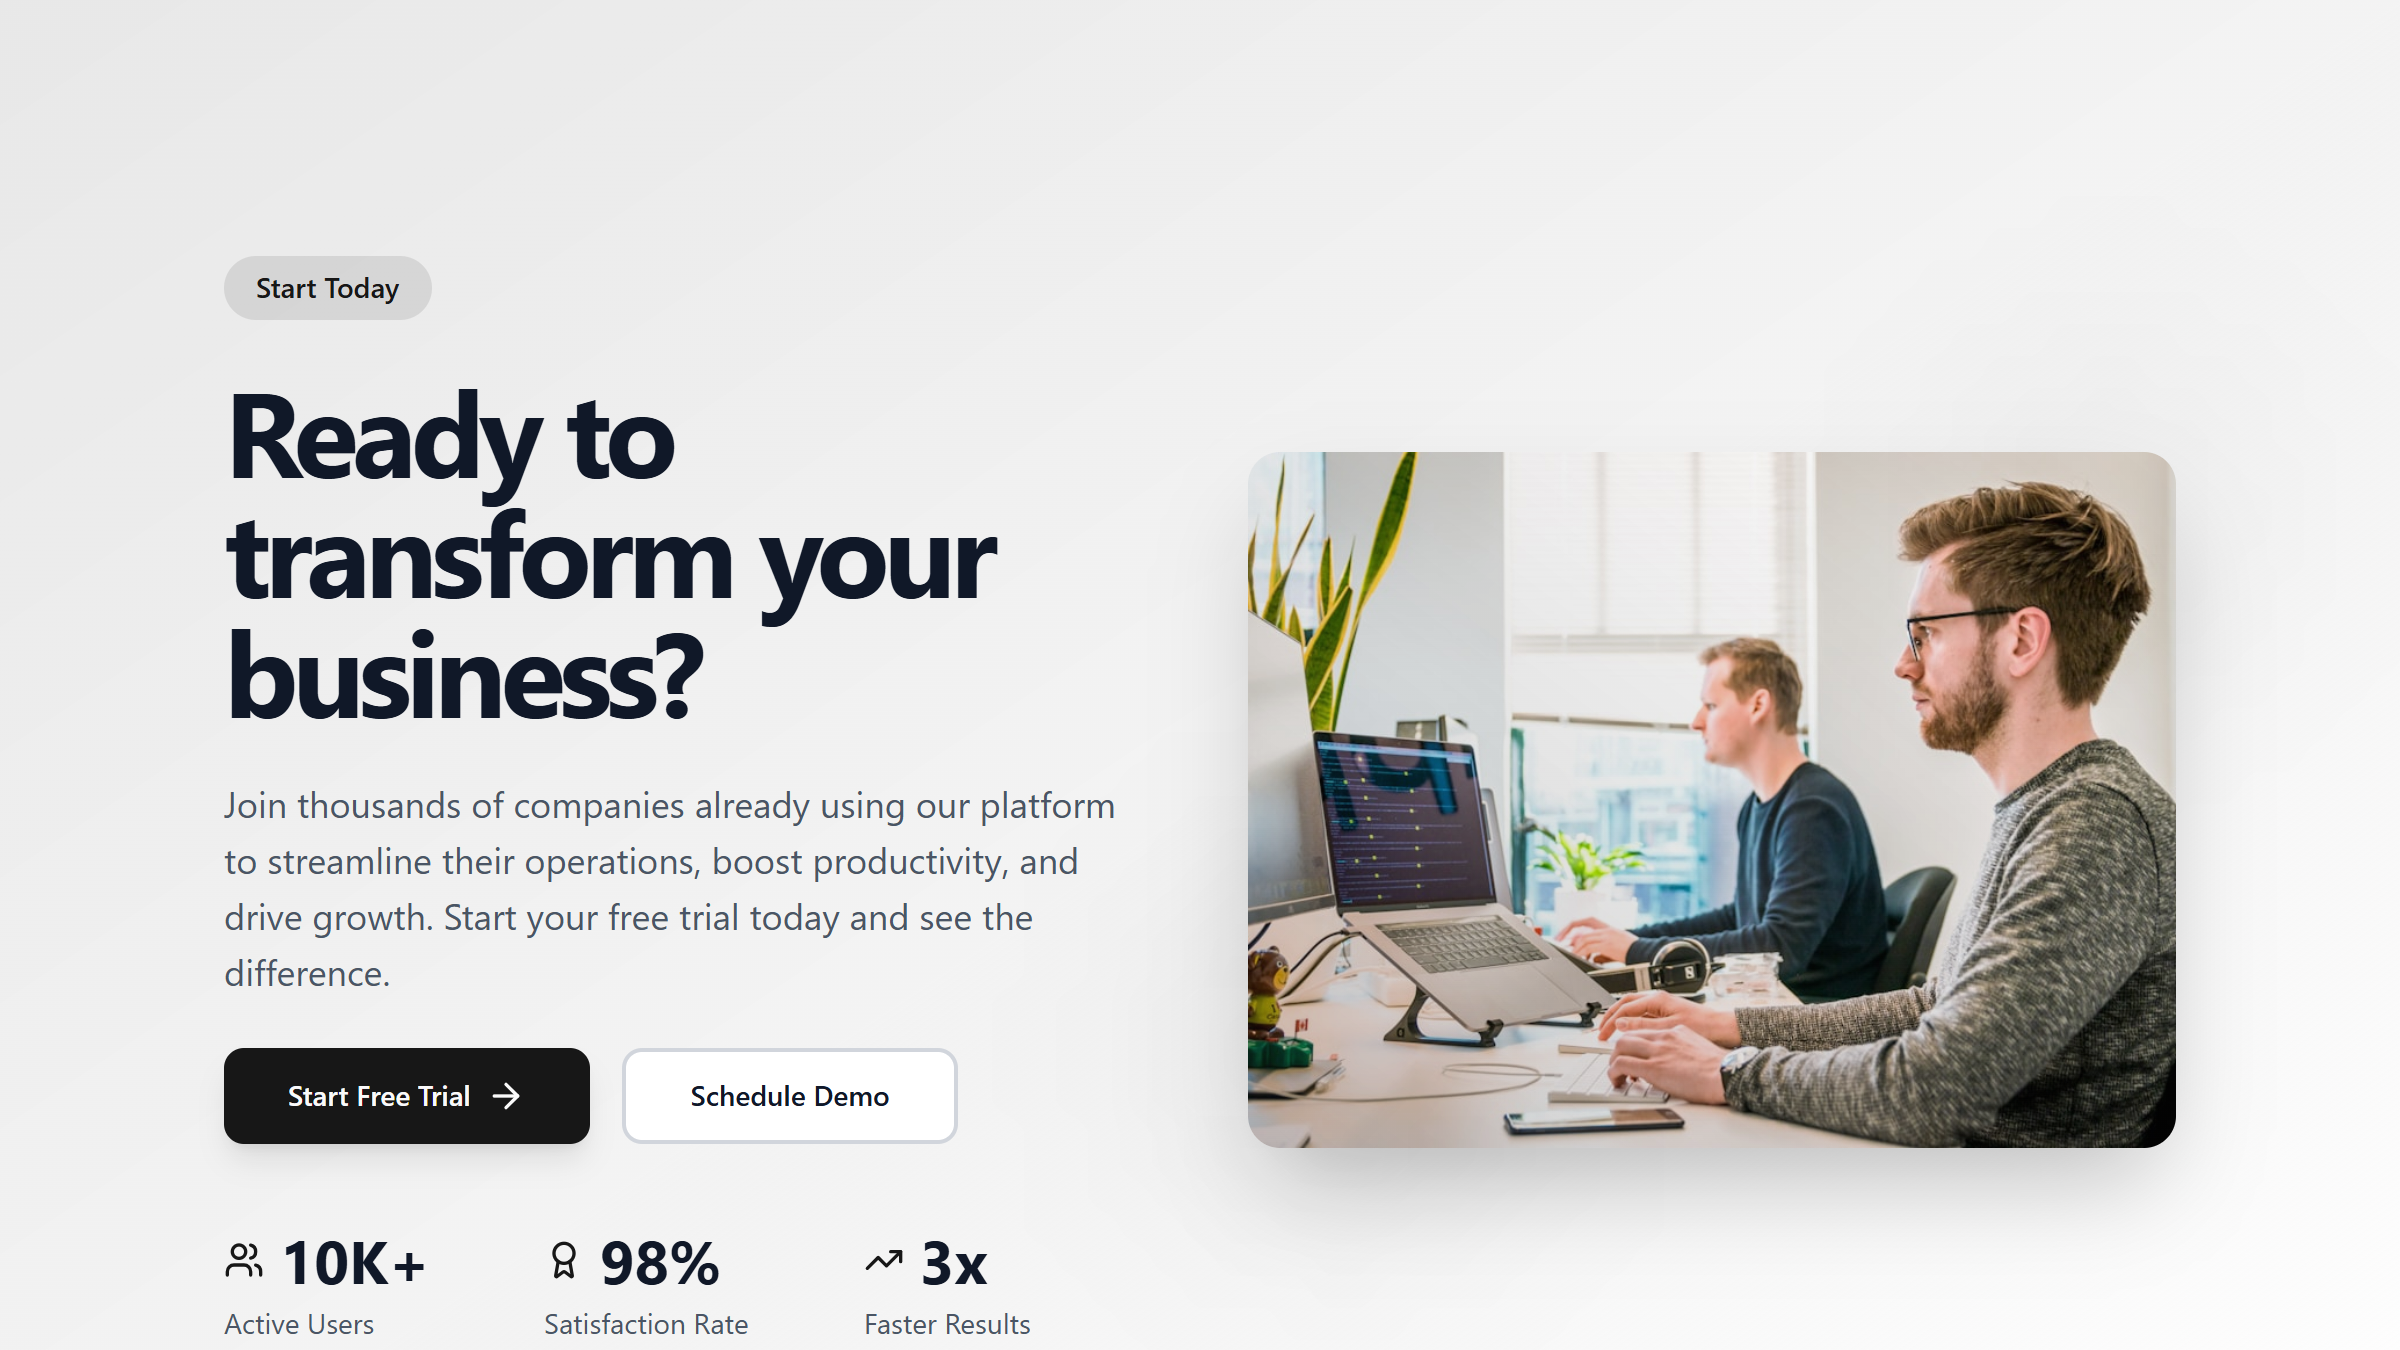 Start Today
Ready to
transform your
business?
Join thousands of companies already using our platform
to streamline their operations, boost productivity, and
drive growth. Start your free trial today and see the
difference.
Start Free Trial
Schedule Demo
10K+
98%
3x
Active Users
Satisfaction Rate
Faster Results